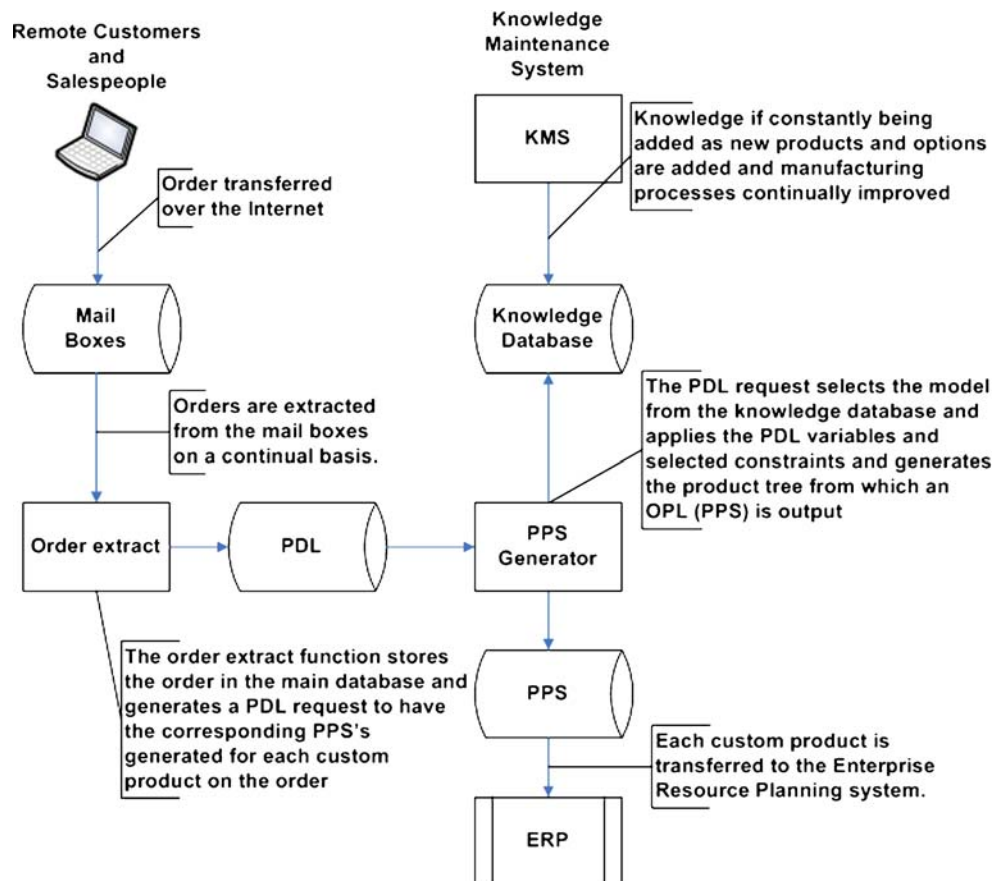 Remote Customers
and
Salespeople
Knowledge
Maintenance
System
KMS
Knowledge if constantly being
added as new products and options
are added and manufacturing
processes continually improved
Order transferred
over the Internet
Mail
Boxes
Knowledge
Database
Orders are extracted
from the mail boxes
on a continual basis.
The PDL request selects the model
from the knowledge database and
applies the PDL variables and
selected constraints and generates
the product tree from which an
OPL (PPS) is output
Order extract
PDL
PPS
Generator
The order extract function stores
the order in the main database and
generates a PDL request to have
the corresponding PPS's
generated for each custom
product on the order
PPS
Each custom product is
transferred to the Enterprise
Resource Planning system.
ERP